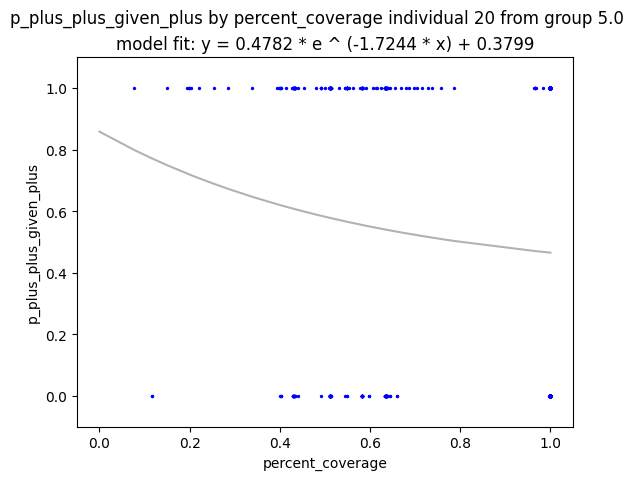 p_plus_plus_given_plus by percent_coverage individual 20 from group 5.0
model fit: y = 0.4782 * e ^ (-1.7244 * x) + 0.3799
1.0
0.8
0.6
0.4
0.2
0.0
p_plus_plus_given_plus
0.0 0.2 0.4 0.6 0.8 1.0
percent_coverage